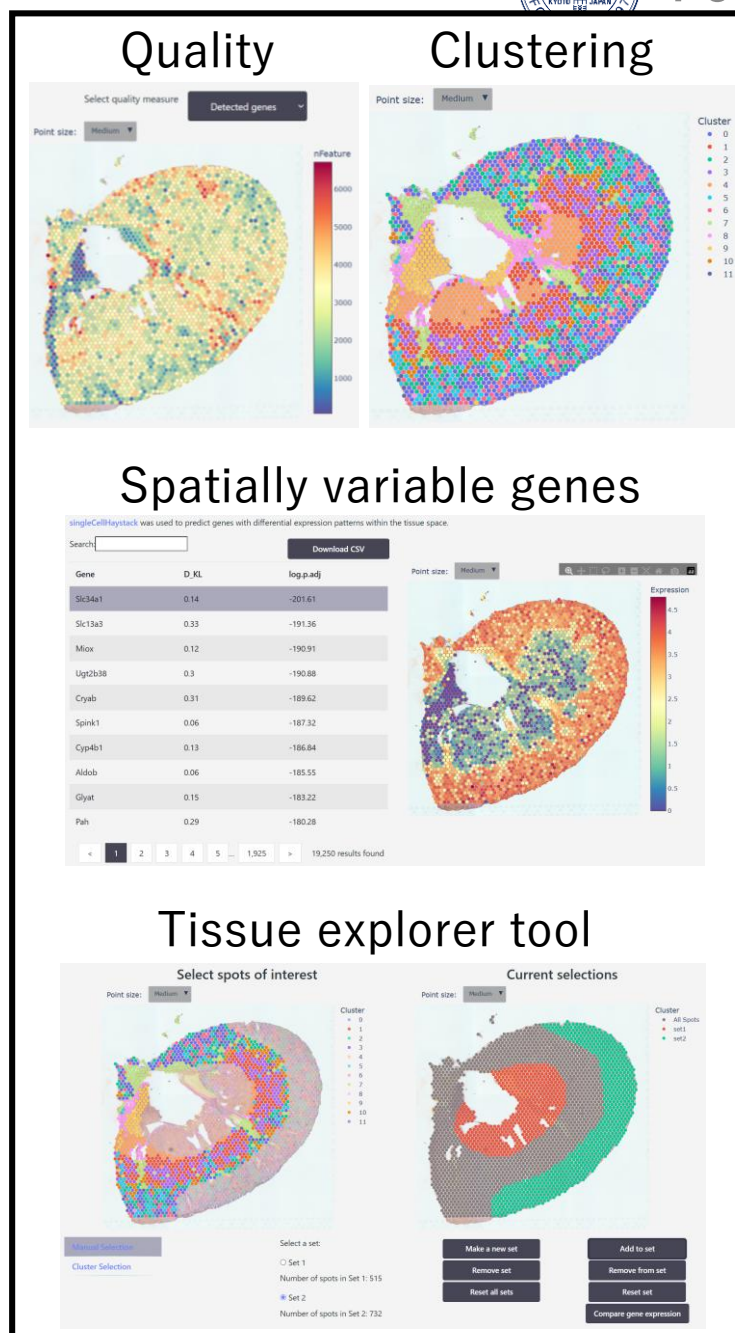 KYOTO JAPAN
Quality
Clustering
Select quality measure
Detected genes
Point size: Medium
nFeature
6000
5000
4000
3000
2000
1000
Point size: Medium
Cluster
0
1
2
3
4
5
6
7
8
9
10
11
Spatially variable genes
singleCellHaystack was used to predict genes with differential expression patterns within the tissue space.
Search:
Download CSV
Gene D_KL log.p.adj
Slc34a1 0.14 -201.61
Slc13a3 0.33 -191.36
Miox 0.12 -190.91
Ugt2b38 0.3 -190.88
Cryab 0.31 -189.62
Spink1 0.06 -187.32
Cyp4b1 0.13 -186.84
Aldob 0.06 -185.55
Glyat 0.15 -183.22
Pah 0.29 -180.28
< 1 2 3 4 5 ... 1,925 > 19,250 results found
Point size: Medium
Expression
4.5
4
3.5
3
2.5
2
1.5
1
0.5
0
Tissue explorer tool
Select spots of interest
Point size: Medium
Cluster
0
1
2
3
4
5
6
7
8
9
10
11
Current selections
Point size: Medium
Cluster
All Spots
set1
set2
Manual Selection
Cluster Selection
Select a set:
Set 1
Number of spots in Set 1: 515
Set 2
Number of spots in Set 2: 732
Make a new set
Remove set
Reset all sets
Add to set
Remove from set
Reset set
Compare gene expression